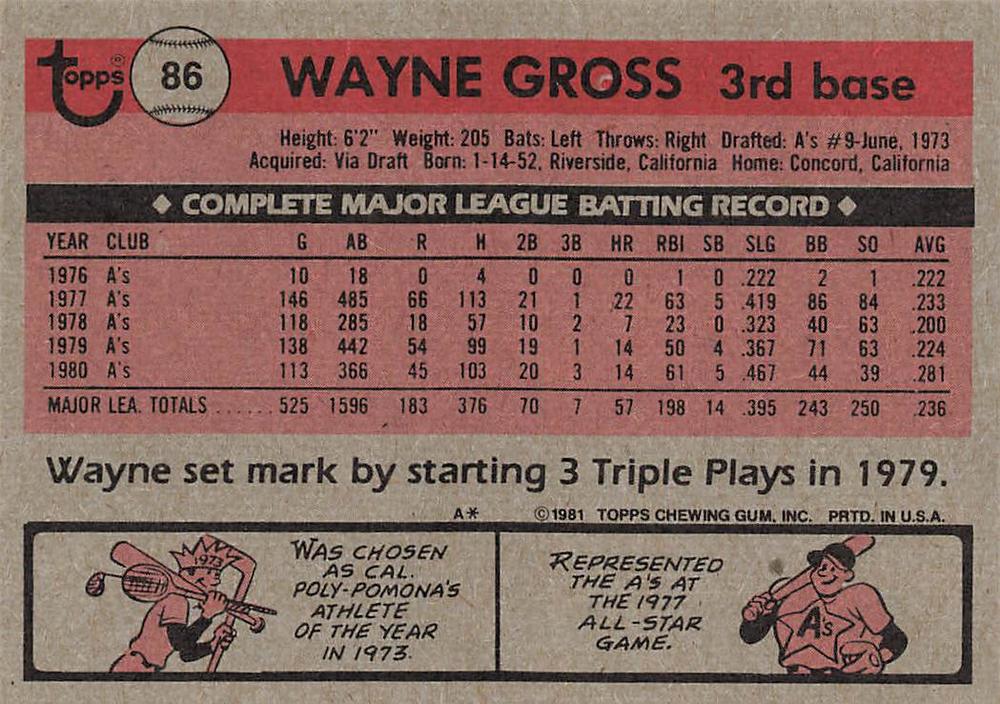 Topps® 86 WAYNE GROSS 3rd base
Height: 6'2" Weight: 205 Bats: Left Throws: Right Drafted: A's #9-June, 1973
Acquired: Via Draft Born: 1-14-52, Riverside, California Home: Concord, California
◆ COMPLETE MAJOR LEAGUE BATTING RECORD ◆
YEAR CLUB G AB R H 2B 3B HR RBI SB SLG BB SO AVG
1976 A's 10 18 0 4 0 0 0 1 0 .222 2 1 .222
1977 A's 146 485 66 113 21 1 22 63 5 .419 86 84 .233
1978 A's 118 285 18 57 10 2 7 23 0 .323 40 63 .200
1979 A's 138 442 54 99 19 1 14 50 4 .367 71 63 .224
1980 A's 113 366 45 103 20 3 14 61 5 .467 44 39 .281
MAJOR LEA. TOTALS ...... 525 1596 183 376 70 7 57 198 14 .395 243 250 .236
Wayne set mark by starting 3 Triple Plays in 1979.
A* ©1981 TOPPS CHEWING GUM, INC. PRTD. IN U.S.A.
1973
WAS CHOSEN
AS CAL.
POLY-POMONA'S
ATHLETE
OF THE YEAR
IN 1973.
REPRESENTED
THE A'S AT
THE 1977
ALL-STAR
GAME.
A's